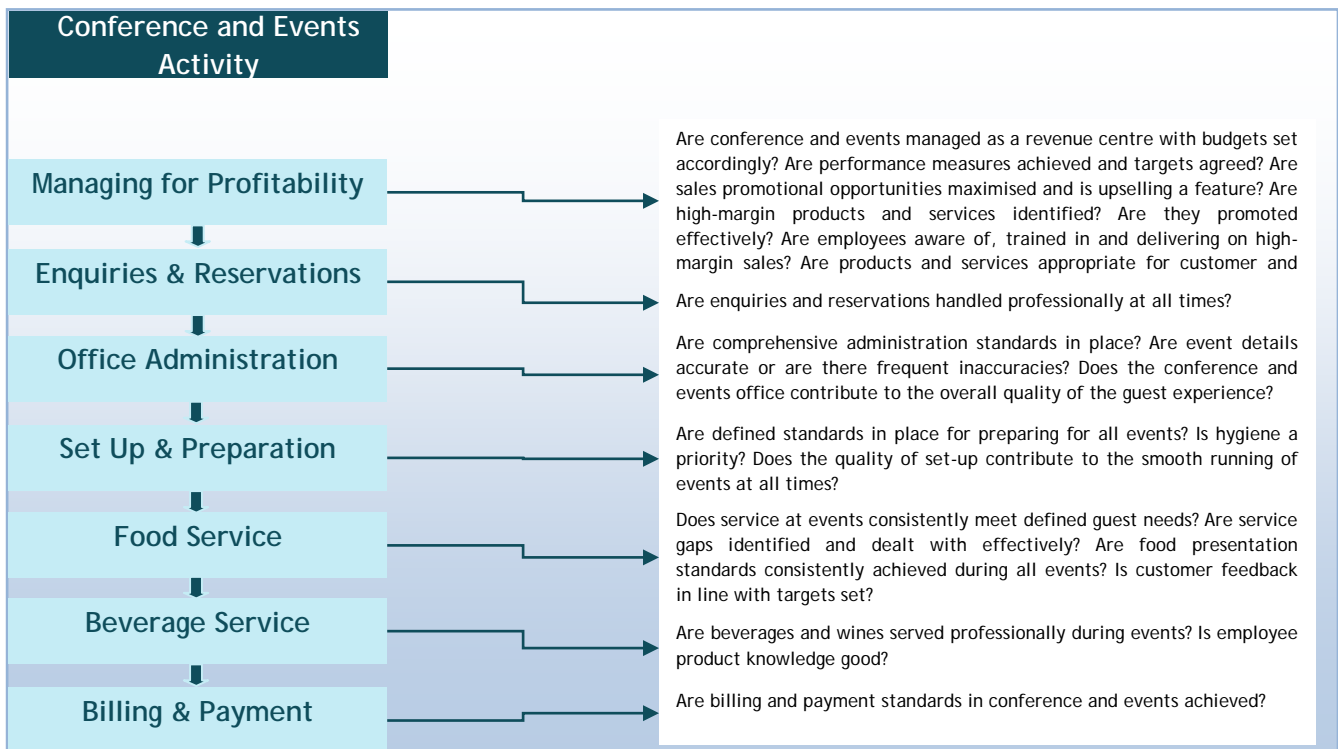 Conference and Events
Activity
Managing for Profitability
Are conference and events managed as a revenue centre with budgets set
accordingly? Are performance measures achieved and targets agreed? Are
sales promotional opportunities maximised and is upselling a feature? Are
high-margin products and services identified? Are they promoted
effectively? Are employees aware of, trained in and delivering on high-
margin sales? Are products and services appropriate for customer and
Enquiries & Reservations
Are enquiries and reservations handled professionally at all times?
Office Administration
Are comprehensive administration standards in place? Are event details
accurate or are there frequent inaccuracies? Does the conference and
events office contribute to the overall quality of the guest experience?
Set Up & Preparation
Are defined standards in place for preparing for all events? Is hygiene a
priority? Does the quality of set-up contribute to the smooth running of
events at all times?
Food Service
Does service at events consistently meet defined guest needs? Are service
gaps identified and dealt with effectively? Are food presentation
standards consistently achieved during all events? Is customer feedback
in line with targets set?
Beverage Service
Are beverages and wines served professionally during events? Is employee
product knowledge good?
Billing & Payment
Are billing and payment standards in conference and events achieved?